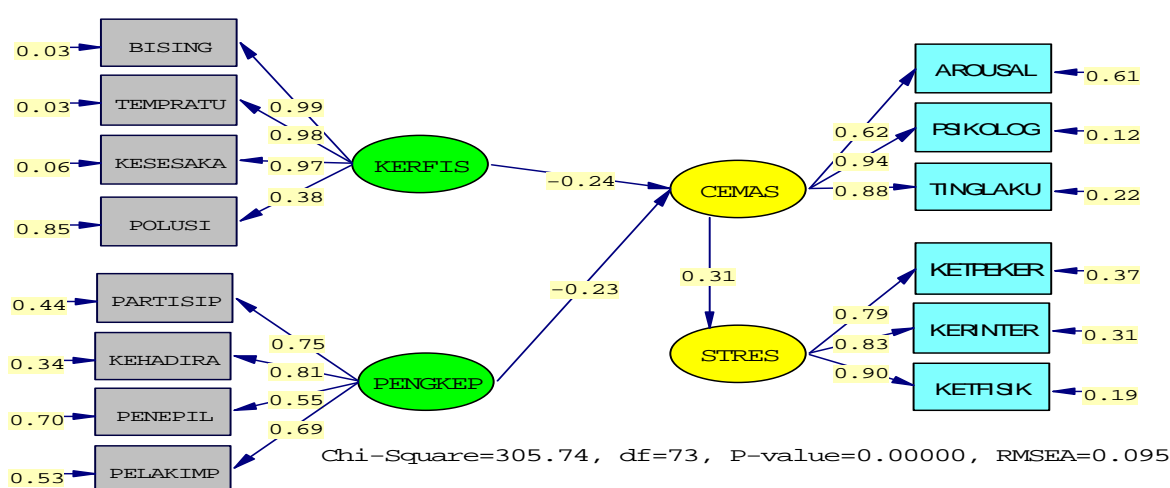 0.03 BISING
0.03 TEMPRATU
0.06 KESESAKA
0.85 POLUSI
0.99
0.98
0.97
0.38
KERFIS
-0.24
0.44 PARTISIP
0.34 KEHADIRA
0.70 PENEPIL
0.53 PELAKIMP
0.75
0.81
0.55
0.69
PENGKEP
-0.23
CEMAS
0.31
STRES
0.62
0.94
0.88
AROUSAL 0.61
PSIKOLOG 0.12
TINGLAKU 0.22
0.79
0.83
0.90
KETPEKER 0.37
KERINTER 0.31
KETFISIK 0.19
Chi-Square=305.74, df=73, P-value=0.00000, RMSEA=0.095